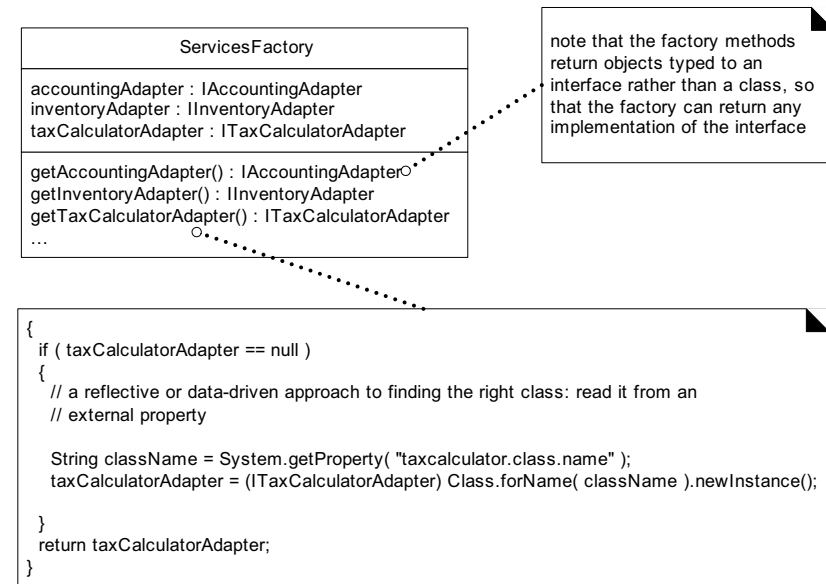 ServicesFactory
accountingAdapter : IAccountingAdapter
inventoryAdapter : IInventoryAdapter
taxCalculatorAdapter : ITaxCalculatorAdapter
getAccountingAdapter() : IAccountingAdapter
getInventoryAdapter() : IInventoryAdapter
getTaxCalculatorAdapter() : ITaxCalculatorAdapter
...
note that the factory methods
return objects typed to an
interface rather than a class, so
that the factory can return any
implementation of the interface
{
if ( taxCalculatorAdapter == null )
{
// a reflective or data-driven approach to finding the right class: read it from an
// external property
String className = System.getProperty( "taxcalculator.class.name" );
taxCalculatorAdapter = (ITaxCalculatorAdapter) Class.forName( className ).newInstance();
}
return taxCalculatorAdapter;
}